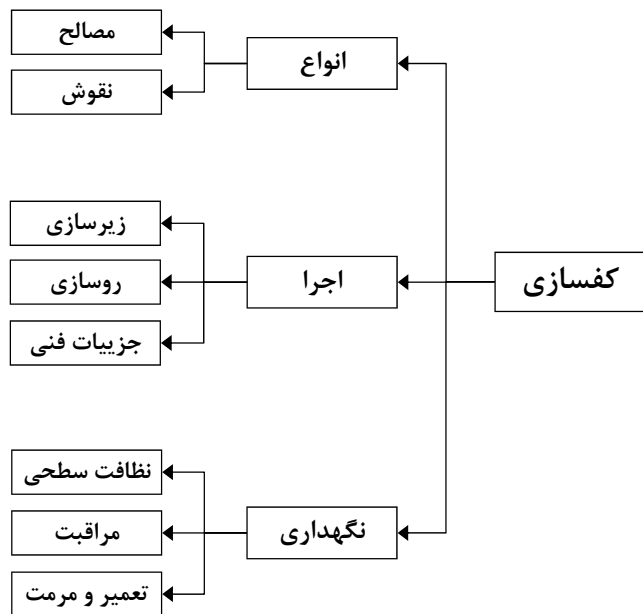 کفسازی
انواع
مصالح
نقوش
اجرا
زیرسازی
روسازی
جزییات فنی
نگهداری
نظافت سطحی
مراقبت
تعمیر و مرمت